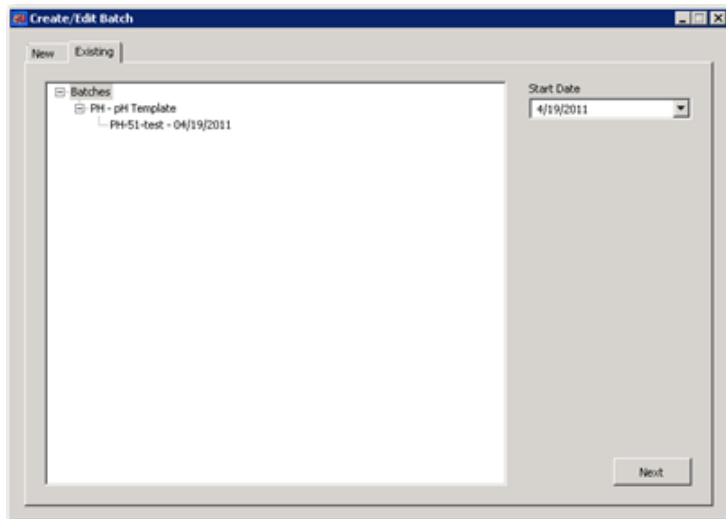 Create/Edit Batch
New
Existing
Batches
PH - pH Template
PH-51-test - 04/19/2011
Start Date
4/19/2011
Next